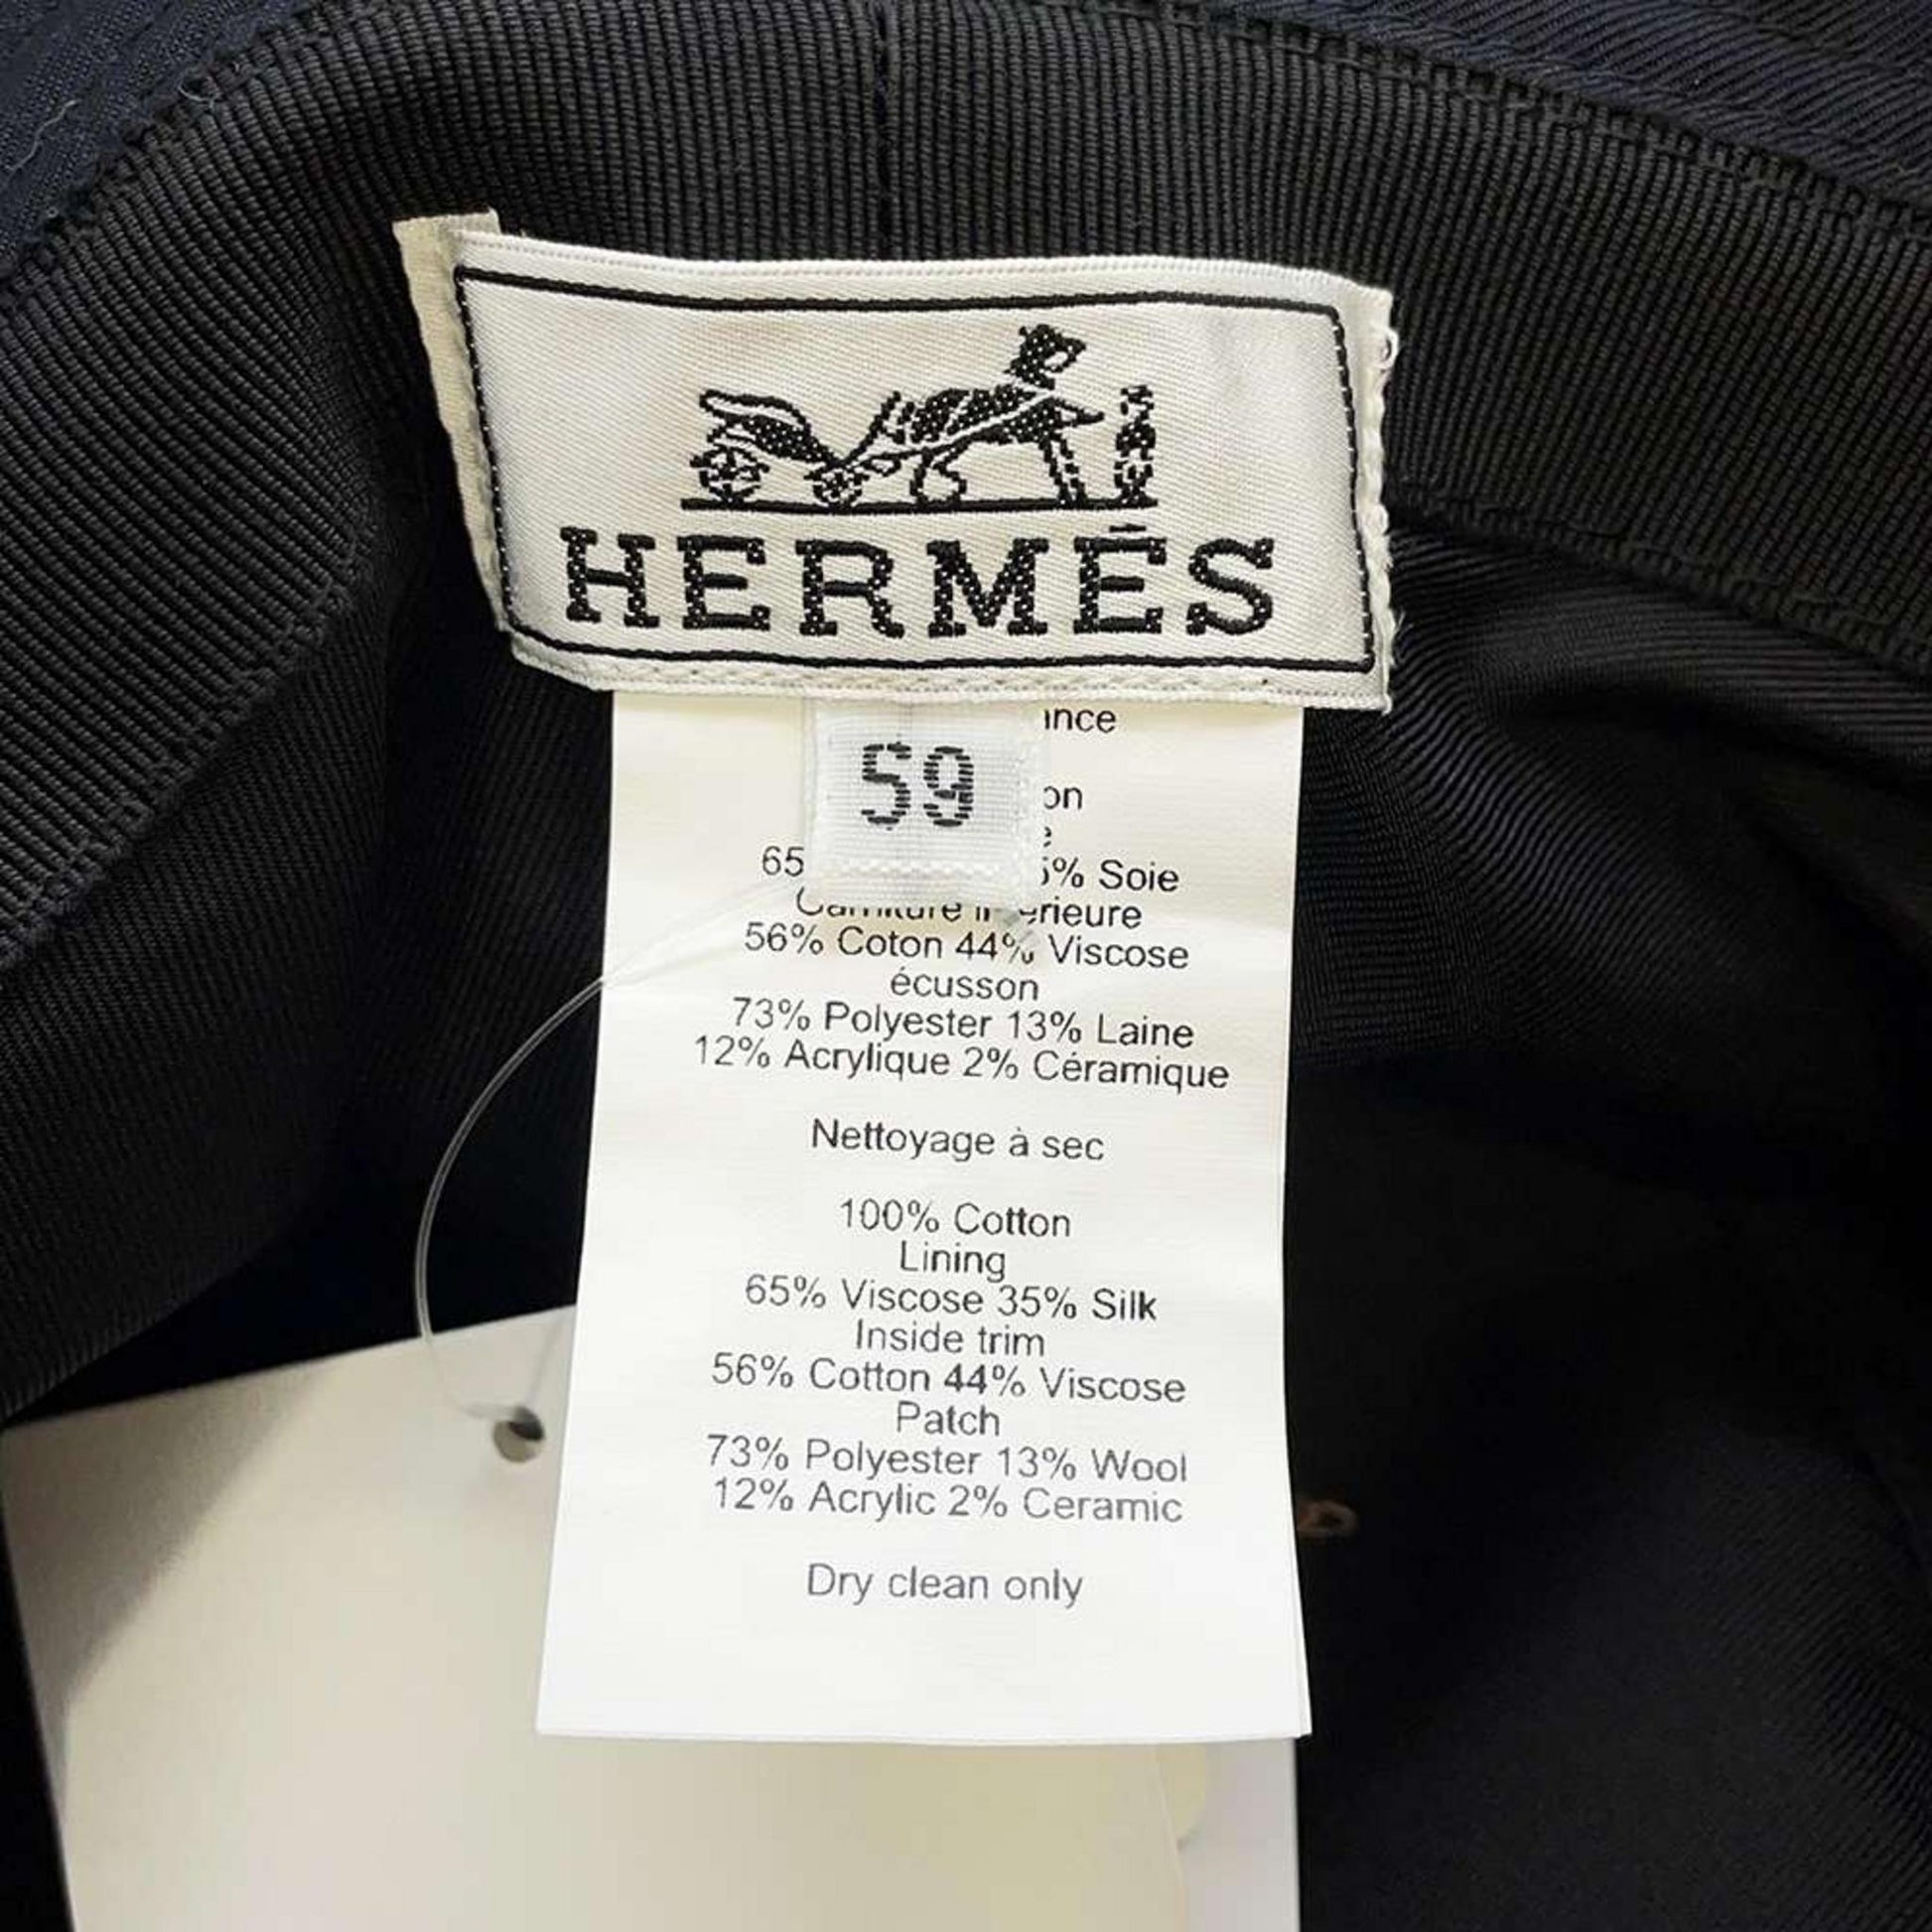 HERMÈS
59
65 % Soie
56% Coton 44% Viscose
écusson
73% Polyester 13% Laine
12% Acrylique 2% Céramique
Nettoyage à sec
100% Cotton
Lining
65% Viscose 35% Silk
Inside trim
56% Cotton 44% Viscose
Patch
73% Polyester 13% Wool
12% Acrylic 2% Ceramic
Dry clean only